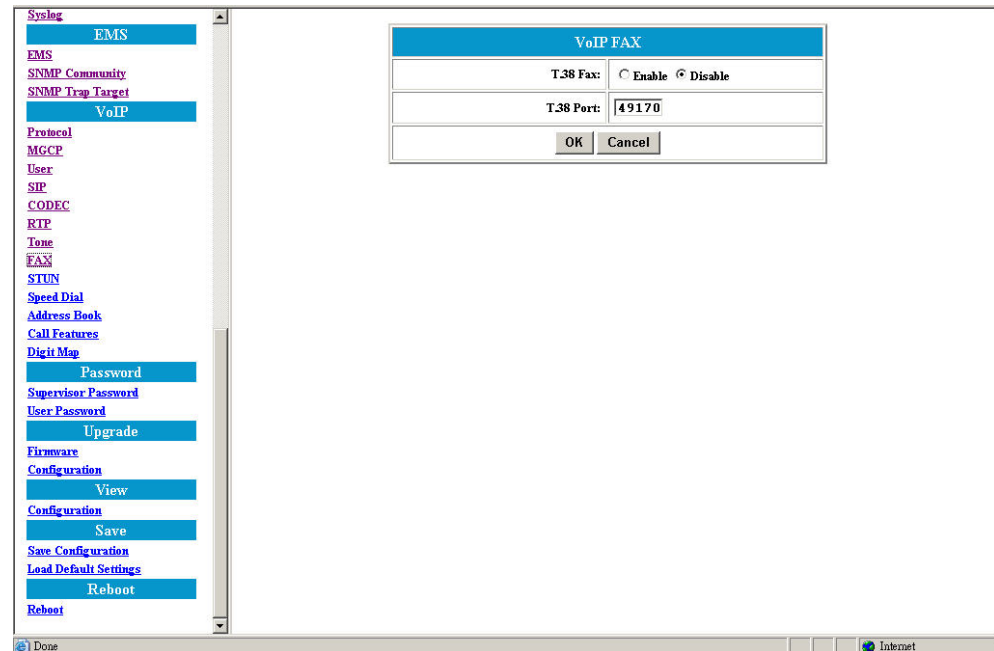 Syslog
EMS
EMS
SNMP Community
SNMP Trap Target
VoIP
Protocol
MGCP
User
SIP
CODEC
RTP
Tone
FAX
STUN
Speed Dial
Address Book
Call Features
Digit Map
Password
Supervisor Password
User Password
Upgrade
Firmware
Configuration
View
Configuration
Save
Save Configuration
Load Default Settings
Reboot
Reboot
VoIP FAX
T.38 Fax: Enable Disable
T.38 Port: 49170
OK Cancel
Done Internet